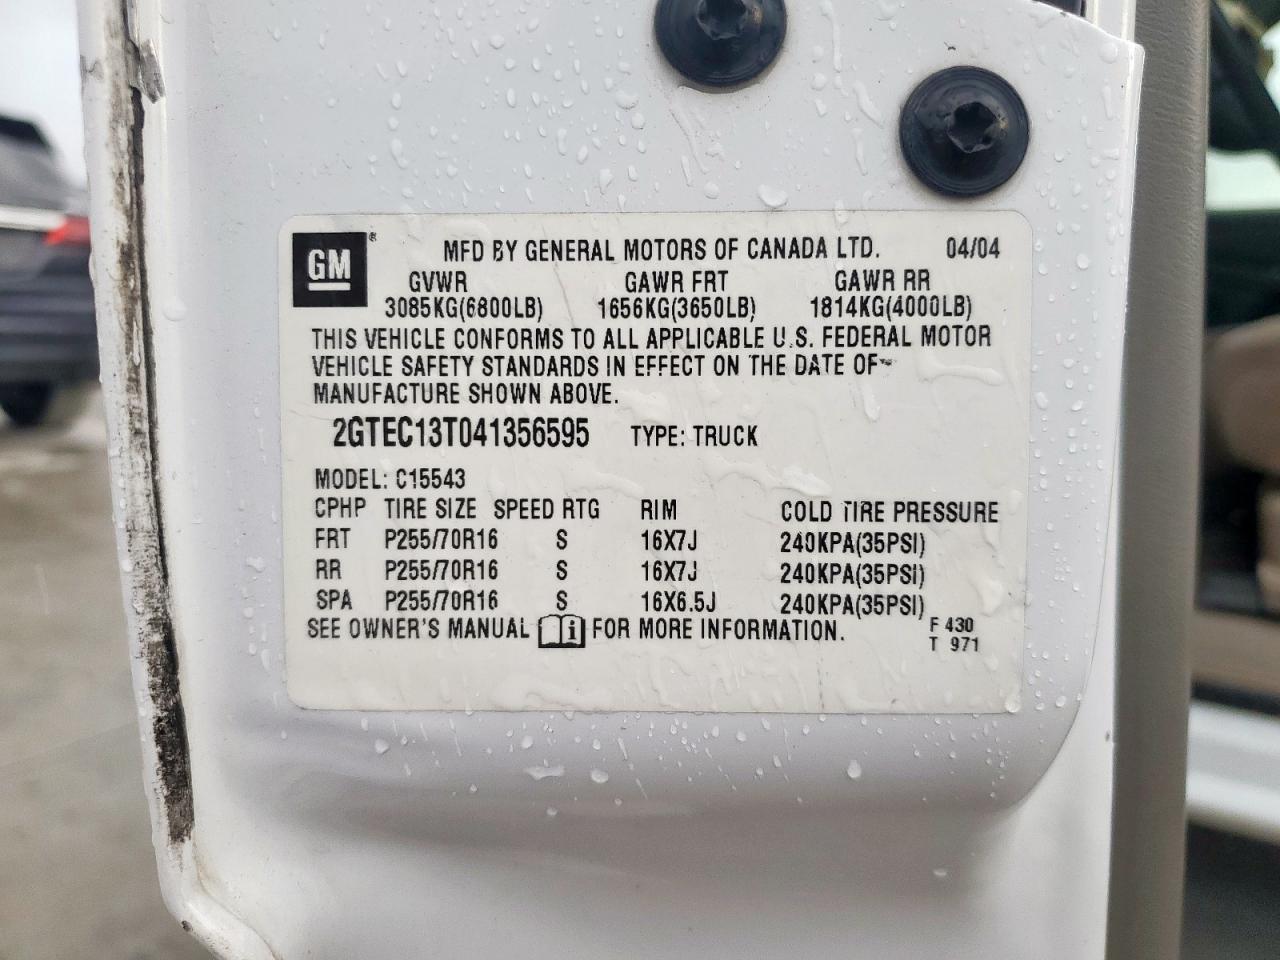 GM® MFD BY GENERAL MOTORS OF CANADA LTD. 04/04
GVWR GAWR FRT GAWR RR
3085KG(6800LB) 1656KG(3650LB) 1814KG(4000LB)
THIS VEHICLE CONFORMS TO ALL APPLICABLE U.S. FEDERAL MOTOR
VEHICLE SAFETY STANDARDS IN EFFECT ON THE DATE OF
MANUFACTURE SHOWN ABOVE.
2GTEC13T041356595 TYPE: TRUCK
MODEL: C15543
CPHP TIRE SIZE SPEED RTG RIM COLD TIRE PRESSURE
FRT P255/70R16 S 16X7J 240KPA(35PSI)
RR P255/70R16 S 16X7J 240KPA(35PSI)
SPA P255/70R16 S 16X6.5J 240KPA(35PSI)
SEE OWNER'S MANUAL i FOR MORE INFORMATION. F 430
T 971